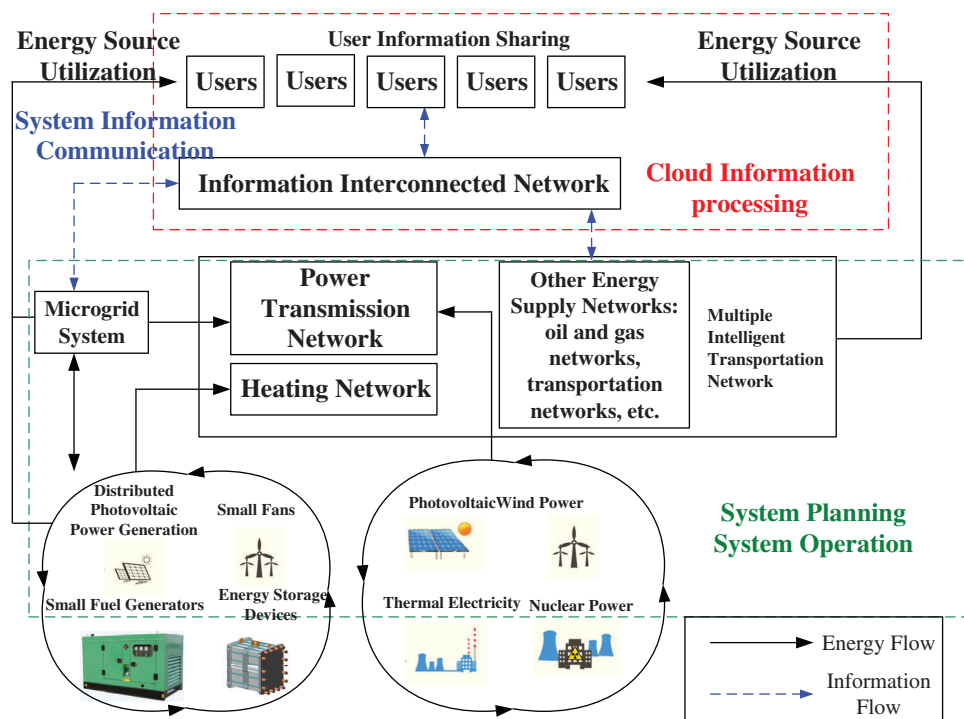 Energy Source
Utilization
User Information Sharing
Energy Source
Utilization
Users
Users
Users
Users
Users
System Information
Communication
Information Interconnected Network
Cloud Information
processing
Microgrid
System
Power
Transmission
Network
Heating Network
Other Energy
Supply Networks:
oil and gas
networks,
transportation
networks, etc.
Multiple
Intelligent
Transportation
Network
Distributed
Photovoltaic
Power Generation
Small Fans
Small Fuel Generators
Energy Storage
Devices
PhotovoltaicWind Power
Thermal Electricity
Nuclear Power
System Planning
System Operation
Energy Flow
Information
Flow